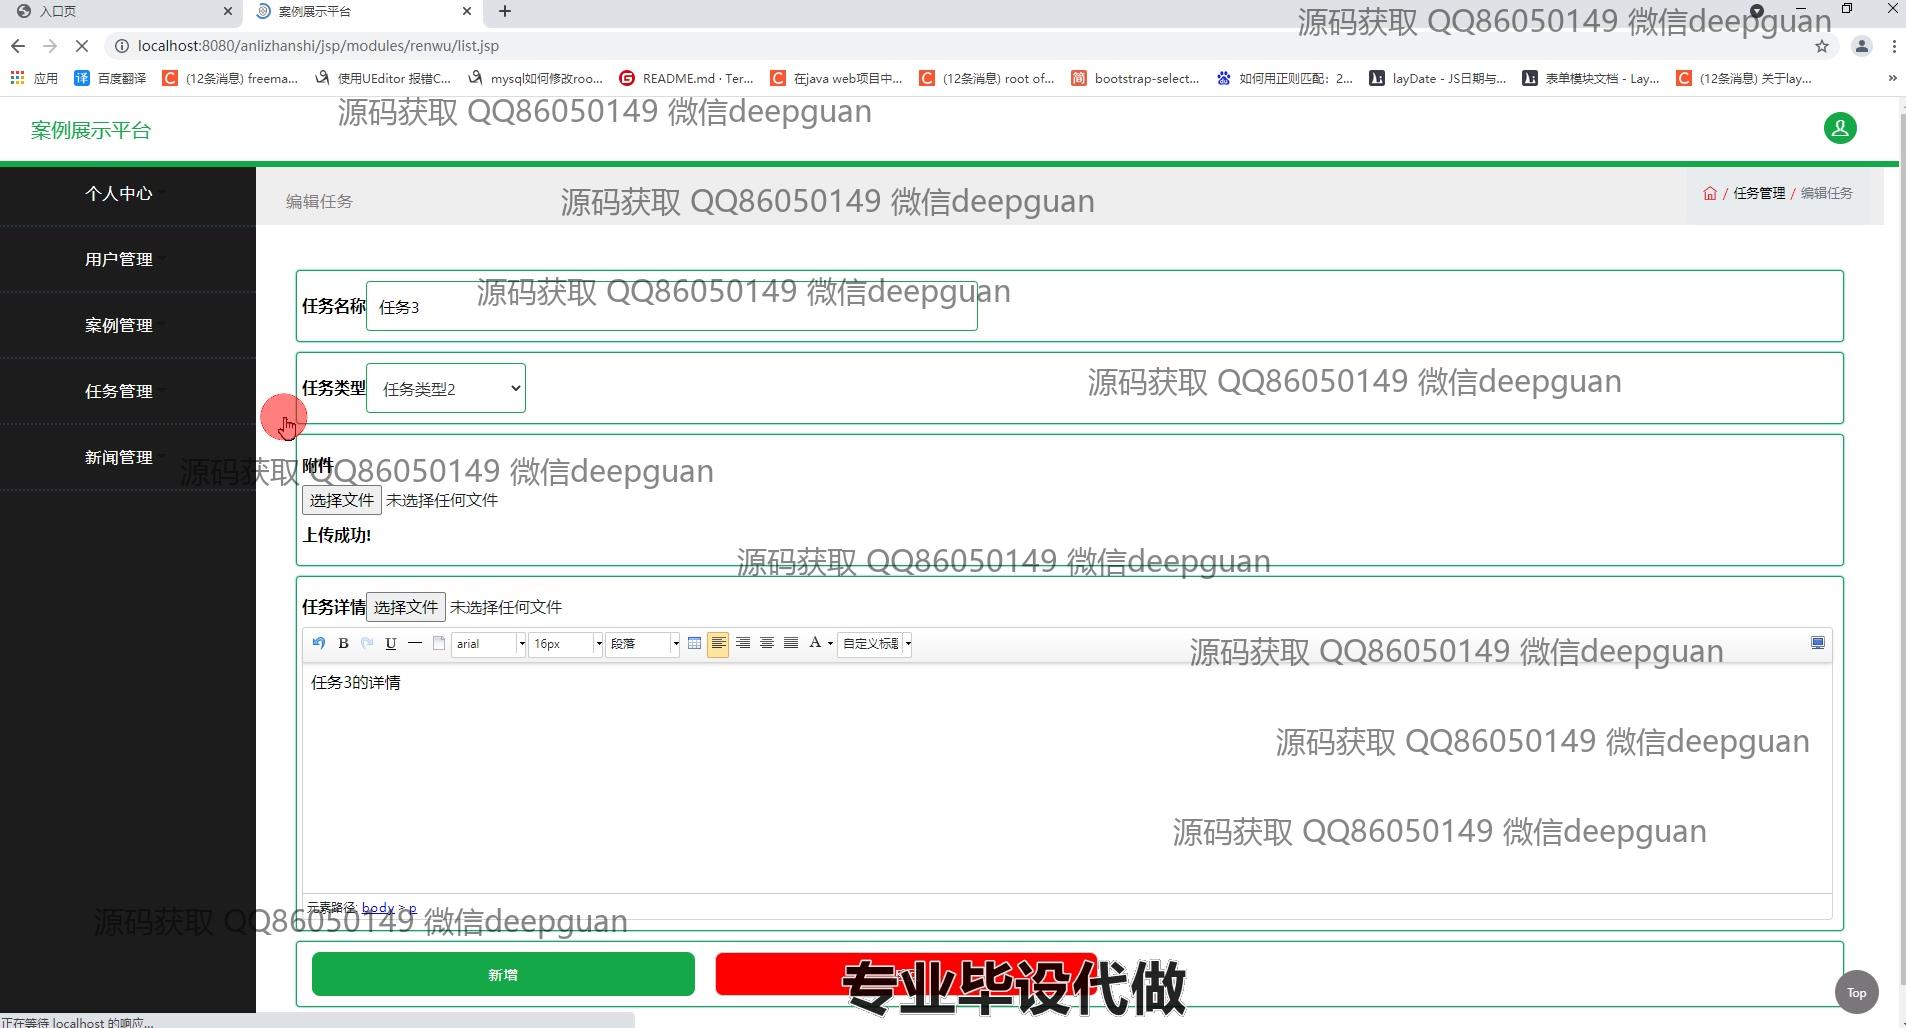 入口页
案例展示平台
源码获取 QQ86050149 微信deepguan
localhost:8080/anlizhanshi/jsp/modules/renwu/list.jsp
应用
百度翻译
(12条消息) freema...
使用UEditor 报错C...
mysql如何修改roo...
README.md · Ter...
在java web项目中...
(12条消息) root of...
bootstrap-select...
如何用正则匹配：2...
layDate - JS日期与...
表单模块文档 - Lay...
(12条消息) 关于lay...
源码获取 QQ86050149 微信deepguan
案例展示平台
个人中心
编辑任务
源码获取 QQ86050149 微信deepguan
/ 任务管理 / 编辑任务
用户管理
源码获取 QQ86050149 微信deepguan
任务名称 任务3
案例管理
任务类型 任务类型2
源码获取 QQ86050149 微信deepguan
任务管理
新闻管理
附件
源码获取 QQ86050149 微信deepguan
选择文件 未选择任何文件
上传成功!
源码获取 QQ86050149 微信deepguan
任务详情 选择文件 未选择任何文件
B U arial 16px 段落 A 自定义标题
源码获取 QQ86050149 微信deepguan
任务3的详情
源码获取 QQ86050149 微信deepguan
源码获取 QQ86050149 微信deepguan
元素路径: body > p
源码获取 QQ86050149 微信deepguan
新增
专业毕设代做
Top
正在等待 localhost 的响应...